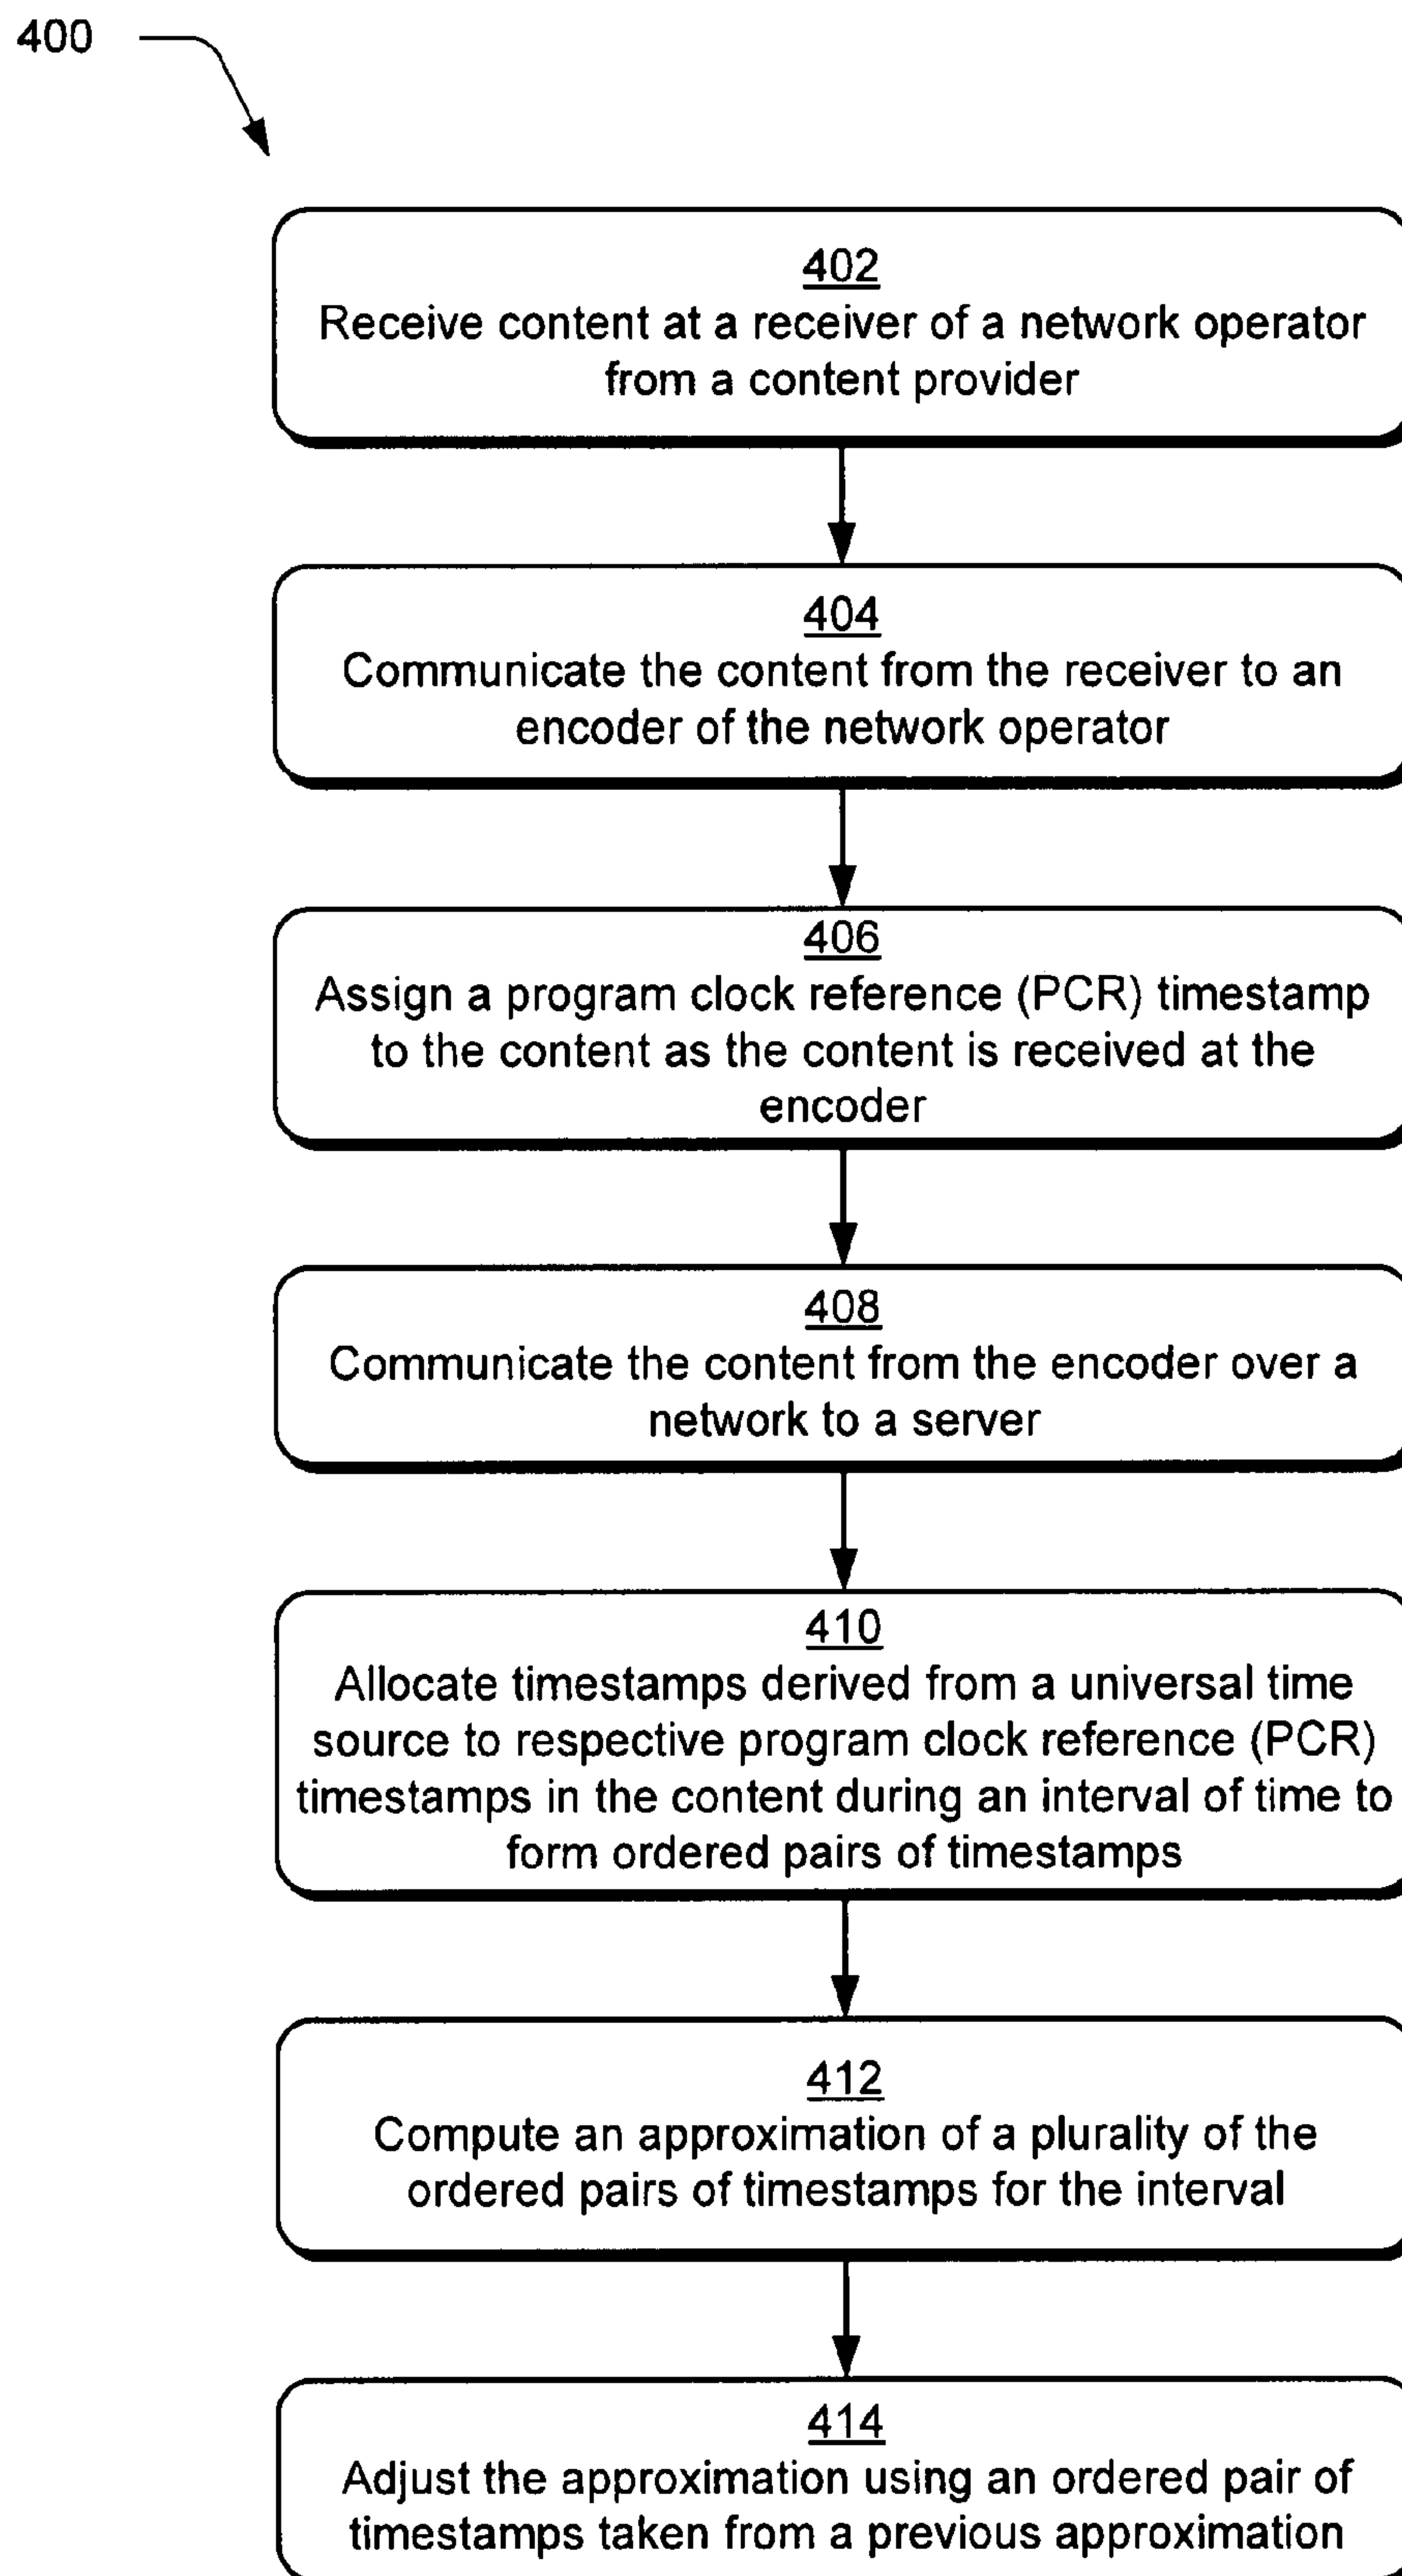 400
402
Receive content at a receiver of a network operator
from a content provider
404
Communicate the content from the receiver to an
encoder of the network operator
406
Assign a program clock reference (PCR) timestamp
to the content as the content is received at the
encoder
408
Communicate the content from the encoder over a
network to a server
410
Allocate timestamps derived from a universal time
source to respective program clock reference (PCR)
timestamps in the content during an interval of time to
form ordered pairs of timestamps
412
Compute an approximation of a plurality of the
ordered pairs of timestamps for the interval
414
Adjust the approximation using an ordered pair of
timestamps taken from a previous approximation